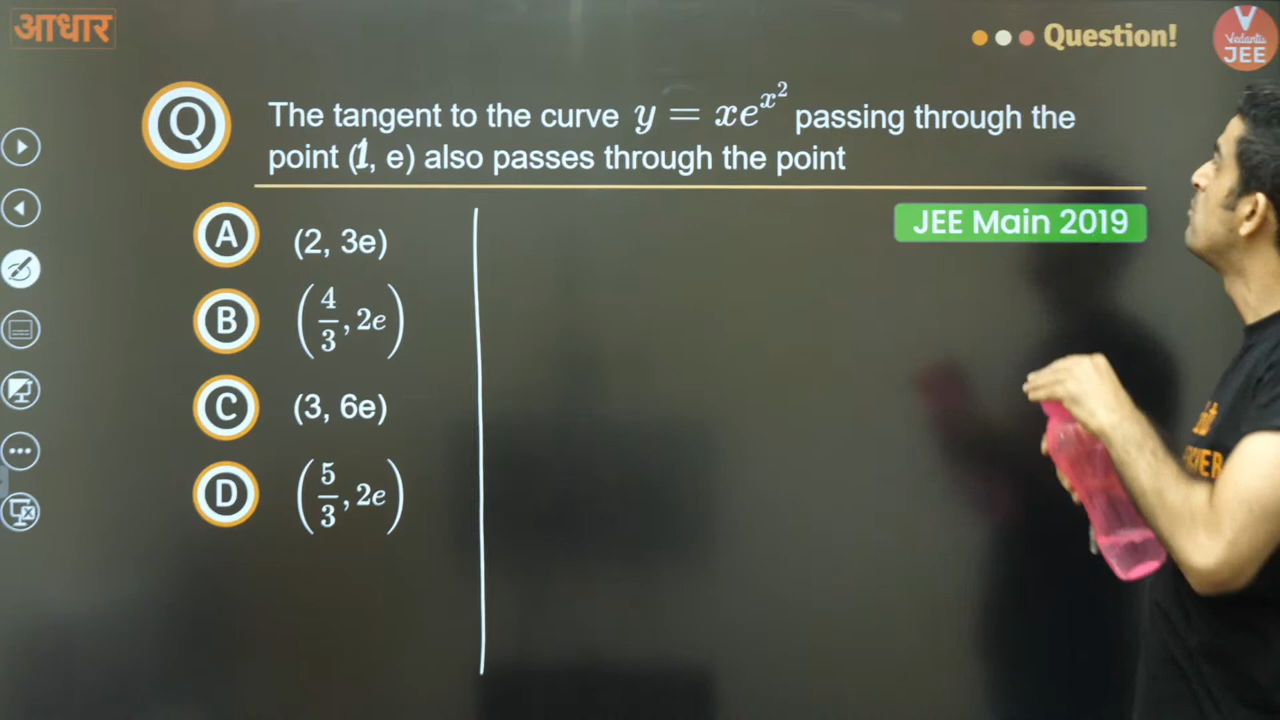 आधार
Question!
Vedantu
JEE
Q
The tangent to the curve y = xe^{x^2} passing through the
point (1, e) also passes through the point
JEE Main 2019
A (2, 3e)
B (4/3, 2e)
C (3, 6e)
D (5/3, 2e)